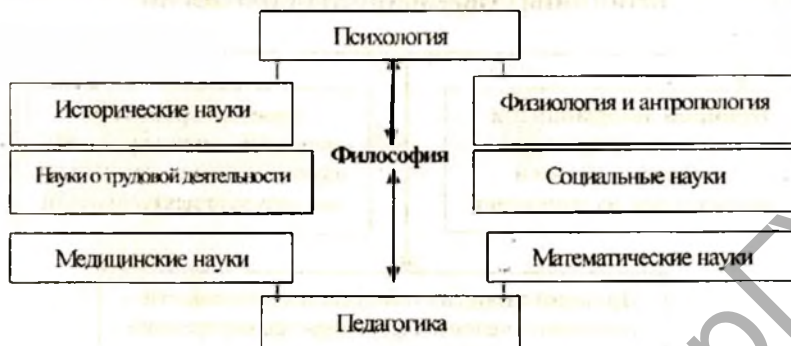 Психология
Исторические науки
Физиология и антропология
Философия
Науки о трудовой деятельности
Социальные науки
Медицинские науки
Математические науки
Педагогика